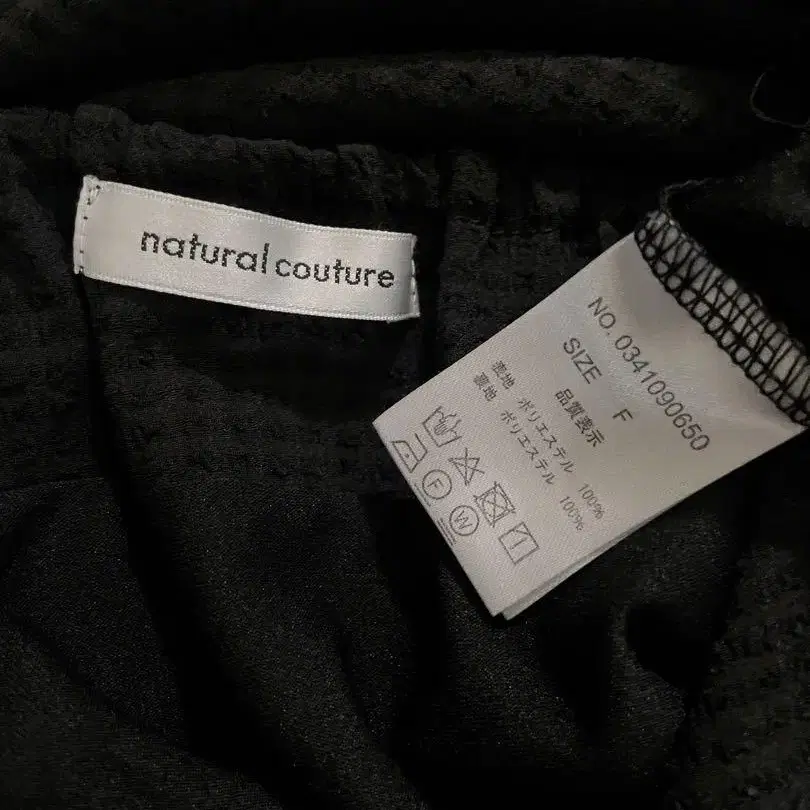 natural couture
NO. 0341090650
SIZE F
品質表示
表地 ポリエステル 100%
裏地 ポリエステル 100%
F
W